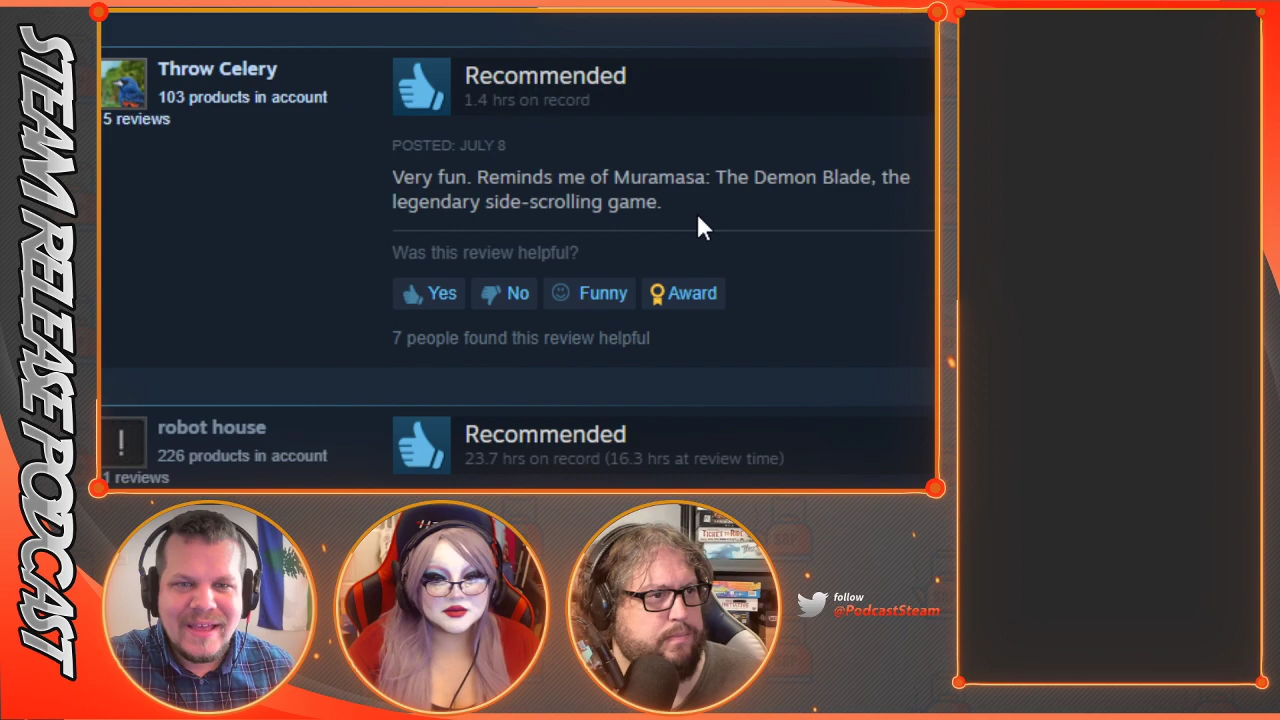 STEAM RELEASE PODCAST
Throw Celery
103 products in account
5 reviews
Recommended
1.4 hrs on record
POSTED: JULY 8
Very fun. Reminds me of Muramasa: The Demon Blade, the
legendary side-scrolling game.
Was this review helpful?
Yes
No
Funny
Award
7 people found this review helpful
robot house
226 products in account
1 reviews
Recommended
23.7 hrs on record (16.3 hrs at review time)
TICKET TO RIDE
follow
@PodcastSteam